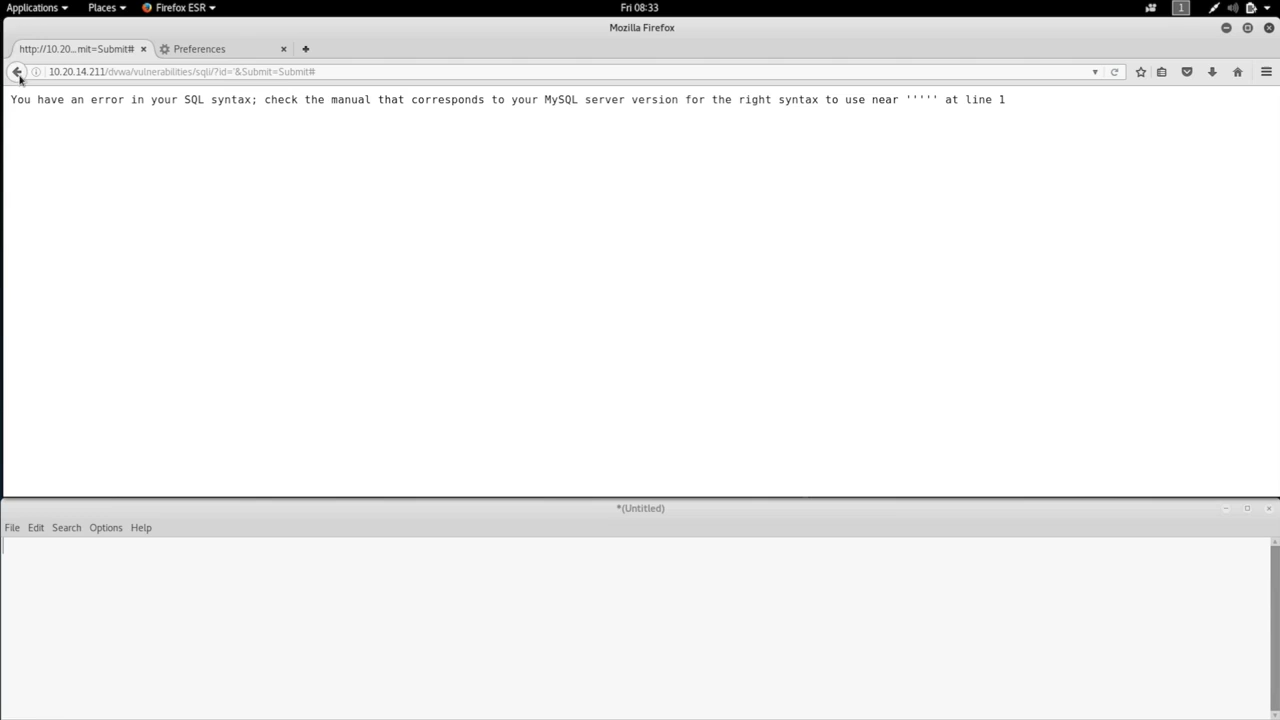 Applications Places Firefox ESR Fri 08:33 1
Mozilla Firefox
http://10.20...mit=Submit# Preferences
10.20.14.211/dvwa/vulnerabilities/sqli/?id='&Submit=Submit#
You have an error in your SQL syntax; check the manual that corresponds to your MySQL server version for the right syntax to use near ''''' at line 1
*(Untitled)
File Edit Search Options Help